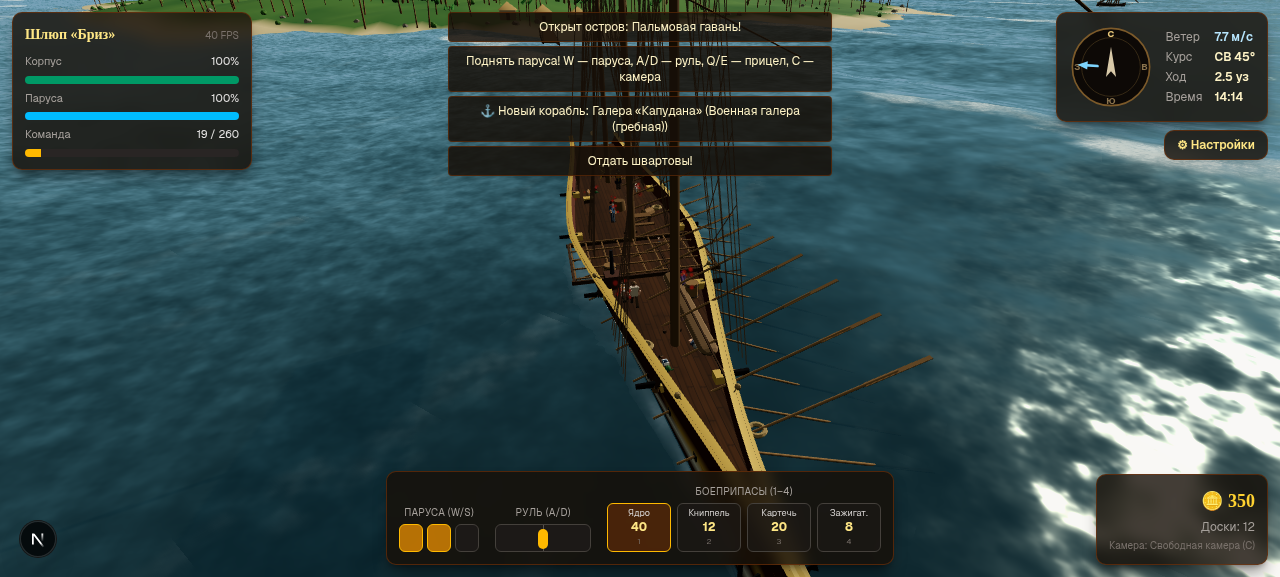 Шлюп «Бриз»
40 FPS
Корпус 100%
Паруса 100%
Команда 19 / 260
Открыт остров: Пальмовая гавань!
Поднять паруса! W — паруса, A/D — руль, Q/E — прицел, C —
камера
⚓ Новый корабль: Галера «Капудана» (Военная галера
(гребная))
Отдать швартовы!
С
З
В
Ю
Ветер 7.7 м/с
Курс СВ 45°
Ход 2.5 уз
Время 14:14
⚙ Настройки
ПАРУСА (W/S)
РУЛЬ (A/D)
БОЕПРИПАСЫ (1–4)
Ядро
40
1
Книппель
12
2
Картечь
20
3
Зажигат.
8
4
350
Доски: 12
Камера: Свободная камера (C)
N